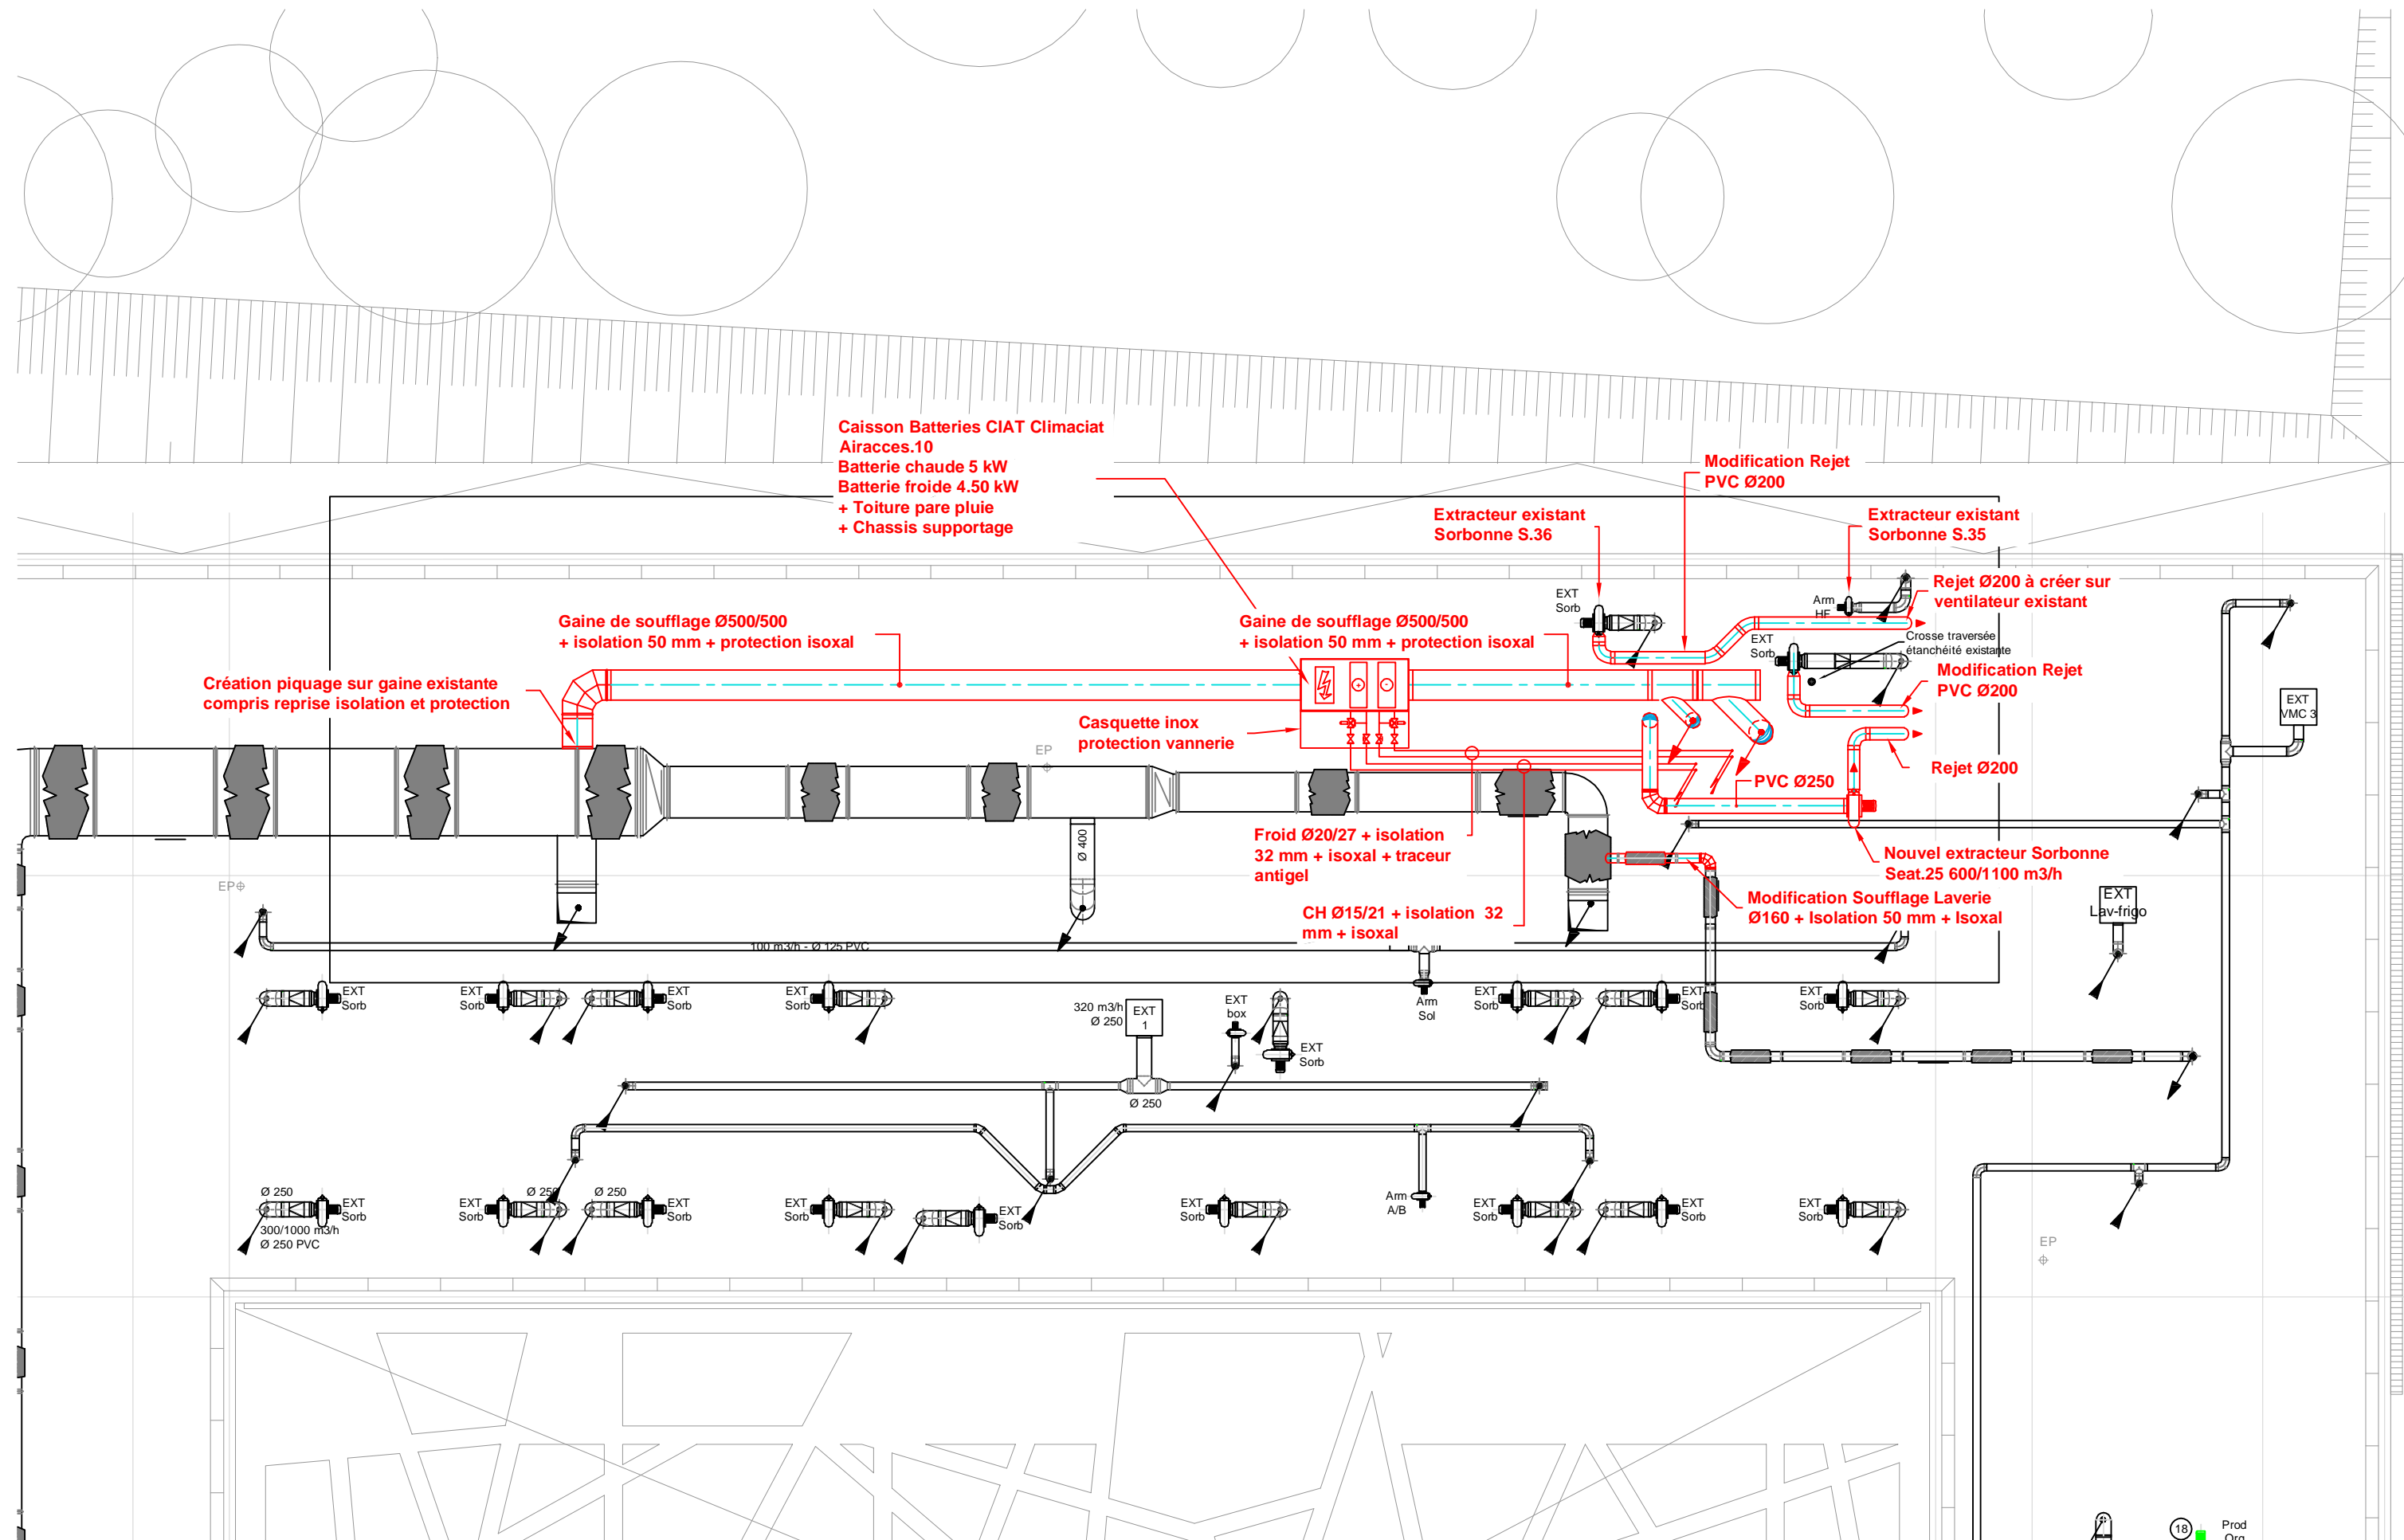 Caisson Batteries CIAT Climaciat
Airacces.10
Batterie chaude 5 kW
Batterie froide 4.50 kW
+ Toiture pare pluie
+ Chassis supportage
Modification Rejet
PVC Ø200
Extracteur existant
Sorbonne S.36
Extracteur existant
Sorbonne S.35
Rejet Ø200 à créer sur
ventilateur existant
EXT
Sorb
Arm
HF
EXT
Sorb
Crosse traversée
étanchéité existante
Gaine de soufflage Ø500/500
+ isolation 50 mm + protection isoxal
Gaine de soufflage Ø500/500
+ isolation 50 mm + protection isoxal
Création piquage sur gaine existante
compris reprise isolation et protection
Modification Rejet
PVC Ø200
EXT
VMC 3
Casquette inox
protection vannerie
EP
Rejet Ø200
PVC Ø250
Froid Ø20/27 + isolation
32 mm + isoxal + traceur
antigel
Ø 400
Nouvel extracteur Sorbonne
Seat.25 600/1100 m3/h
EP
Modification Soufflage Laverie
Ø160 + Isolation 50 mm + Isoxal
EXT
Lav-frigo
CH Ø15/21 + isolation 32
mm + isoxal
100 m3/h - Ø 125 PVC
EXT
Sorb
EXT
Sorb
EXT
Sorb
EXT
Sorb
320 m3/h
Ø 250
EXT
1
EXT
box
EXT
Sorb
Arm
Sol
EXT
Sorb
EXT
Sorb
EXT
Sorb
Ø 250
Ø 250
EXT
Sorb
300/1000 m3/h
Ø 250 PVC
EXT
Sorb
Ø 250
Ø 250
EXT
Sorb
EXT
Sorb
EXT
Sorb
EXT
Sorb
Arm
A/B
EXT
Sorb
EXT
Sorb
EXT
Sorb
EP
18
Prod
Org